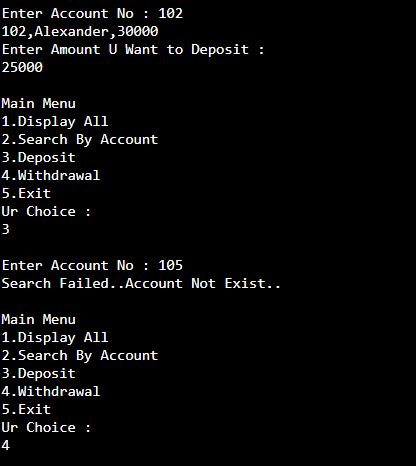 Enter Account No : 102
102,Alexander,30000
Enter Amount U Want to Deposit :
25000
Main Menu
1.Display All
2.Search By Account
3.Deposit
4.Withdrawal
5.Exit
Ur Choice :
3
Enter Account No : 105
Search Failed..Account Not Exist..
Main Menu
1.Display All
2.Search By Account
3.Deposit
4.Withdrawal
5.Exit
Ur Choice :
4